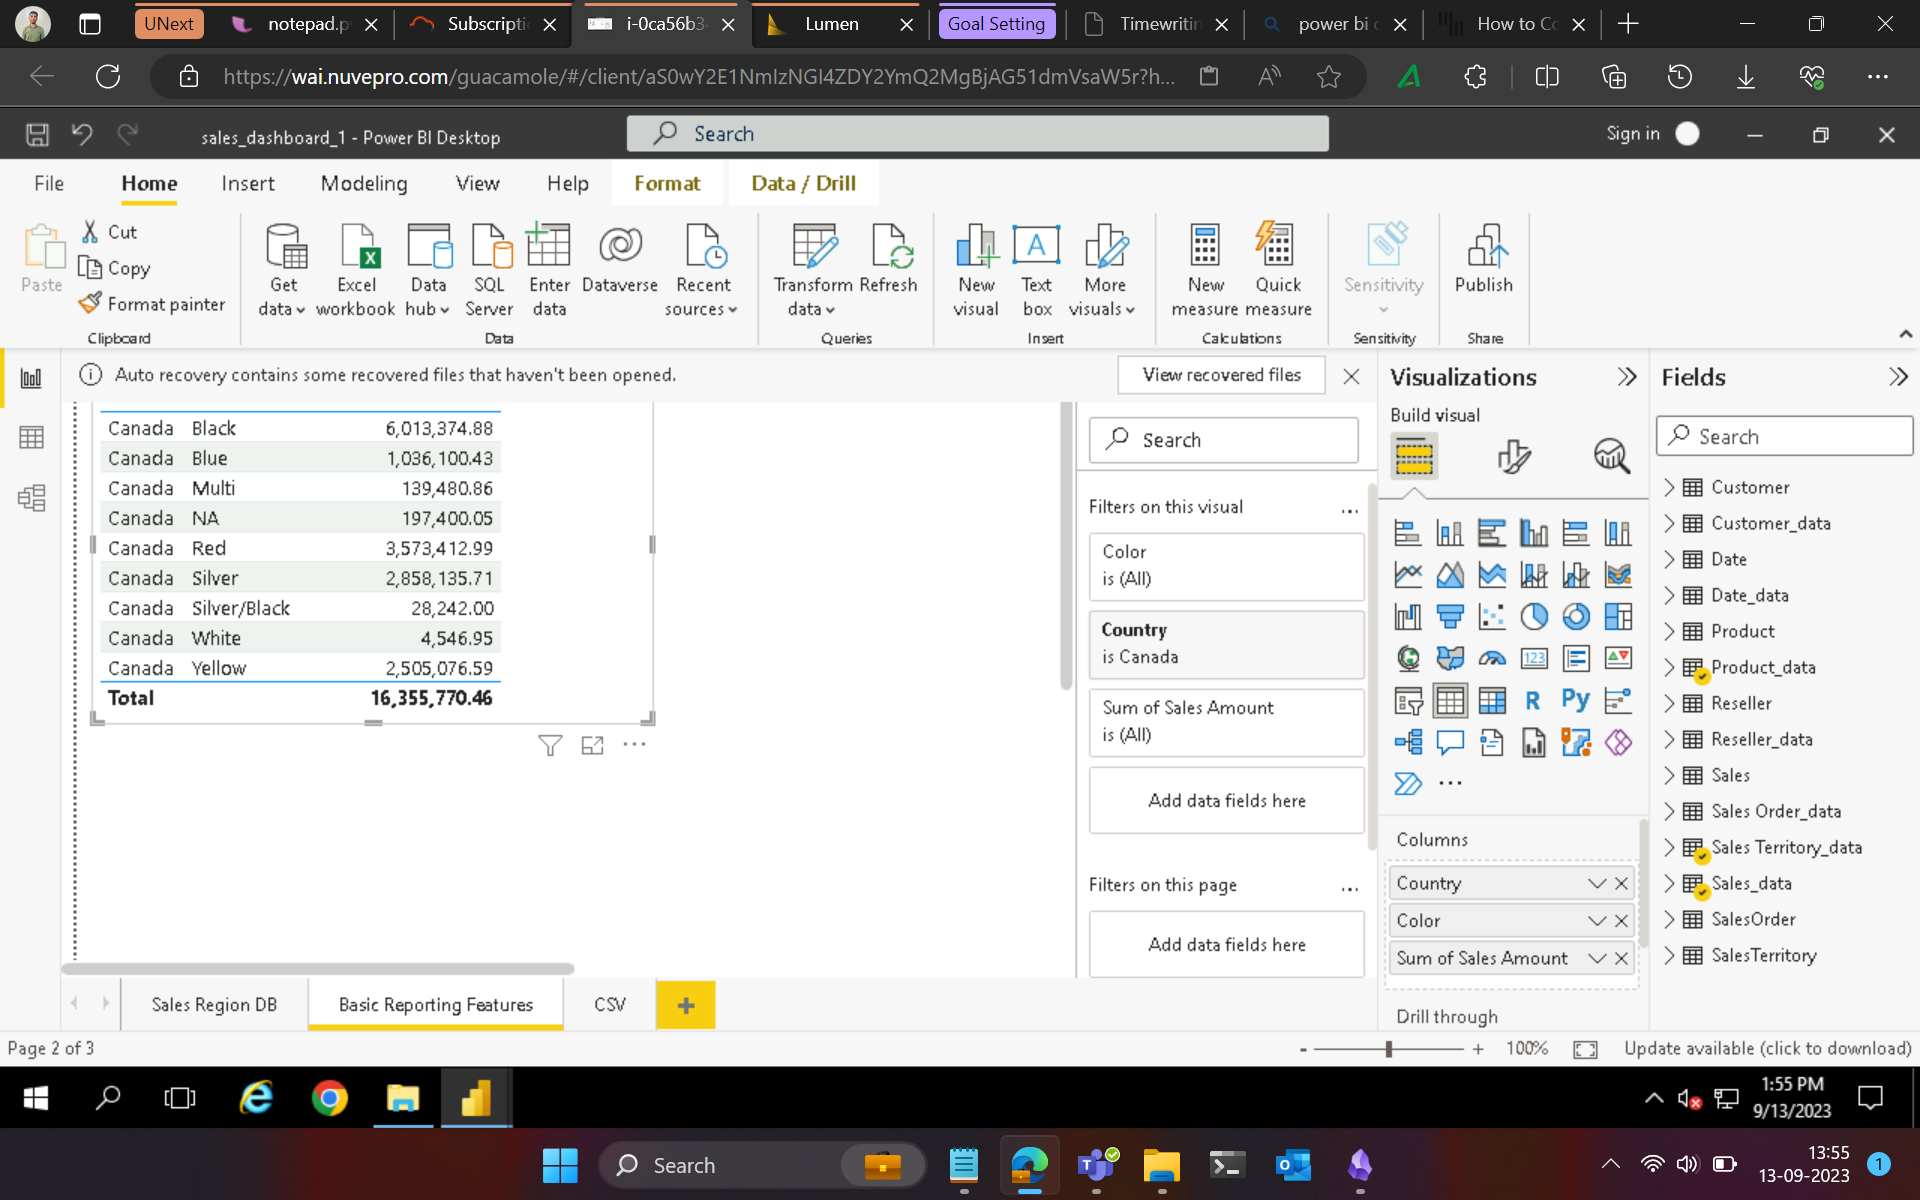 UNext
notepad.p
Subscripti
i-0ca56b3
Lumen
Goal Setting
Timewritin
power bi
How to Co
https://wai.nuvepro.com/guacamole/#/client/aS0wY2E1NmIzNGI4ZDY2YmQ2MgBjAG51dmVsaW5r?h...
sales_dashboard_1 - Power BI Desktop
Search
Sign in
File
Home
Insert
Modeling
View
Help
Format
Data / Drill
Paste
Cut
Copy
Format painter
Clipboard
Get data
Excel workbook
Data hub
SQL Server
Enter data
Dataverse
Recent sources
Data
Transform data
Refresh
Queries
New visual
Text box
More visuals
Insert
New measure
Quick measure
Calculations
Sensitivity
Sensitivity
Publish
Share
Auto recovery contains some recovered files that haven't been opened.
View recovered files
Canada Black 6,013,374.88
Canada Blue 1,036,100.43
Canada Multi 139,480.86
Canada NA 197,400.05
Canada Red 3,573,412.99
Canada Silver 2,858,135.71
Canada Silver/Black 28,242.00
Canada White 4,546.95
Canada Yellow 2,505,076.59
Total 16,355,770.46
Search
Filters on this visual
Color
is (All)
Country
is Canada
Sum of Sales Amount
is (All)
Add data fields here
Filters on this page
Add data fields here
Visualizations
Build visual
123
R
Py
Columns
Country
Color
Sum of Sales Amount
Drill through
Fields
Search
Customer
Customer_data
Date
Date_data
Product
Product_data
Reseller
Reseller_data
Sales
Sales Order_data
Sales Territory_data
Sales_data
SalesOrder
SalesTerritory
Sales Region DB
Basic Reporting Features
CSV
Page 2 of 3
- + 100%
Update available (click to download)
1:55 PM
9/13/2023
Search
13:55
13-09-2023
1